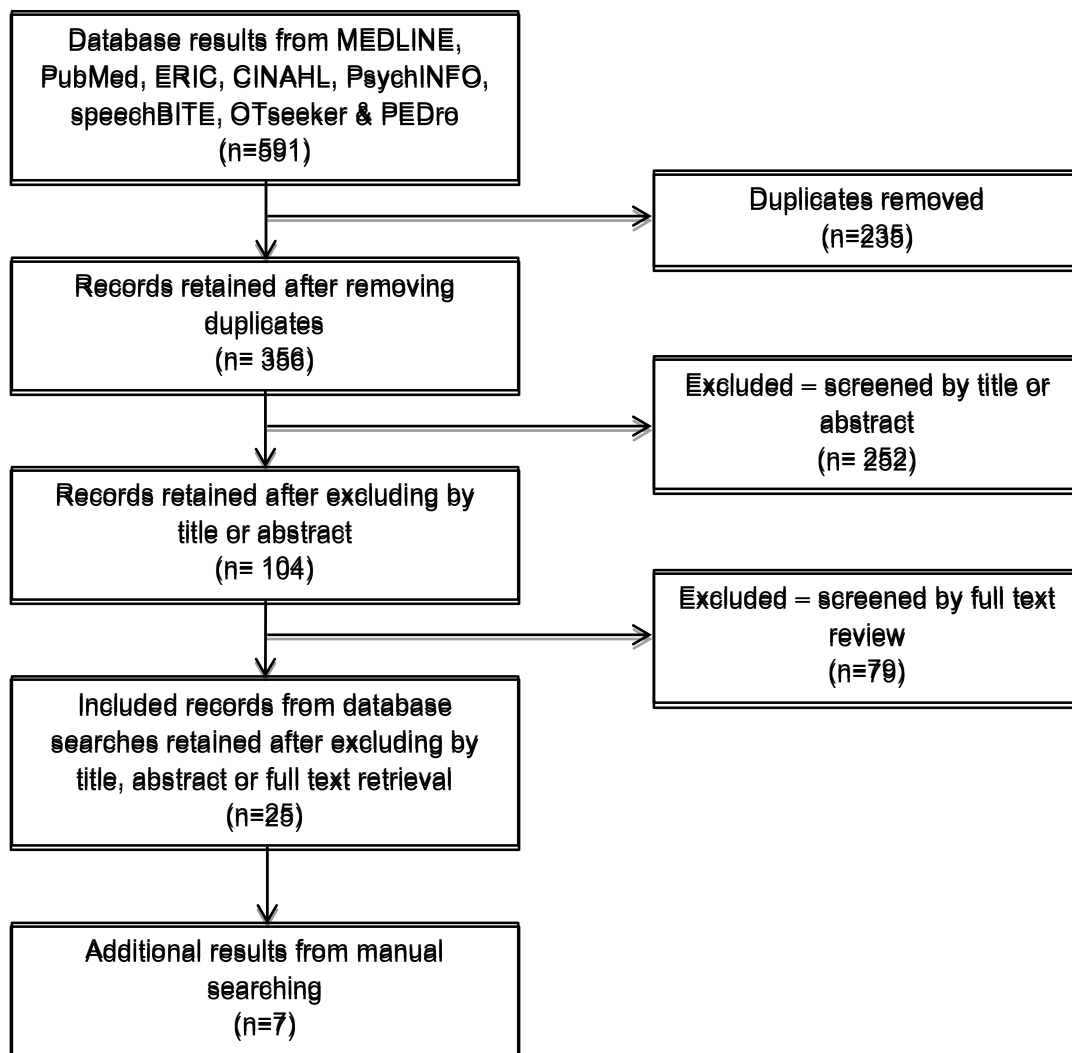 Database results from MEDLINE,
PubMed, ERIC, CINAHL, PsychINFO,
speechBITE, OTseeker & PEDro
(n=591)
Duplicates removed
(n=235)
Records retained after removing
duplicates
(n= 356)
Excluded – screened by title or
abstract
(n= 252)
Records retained after excluding by
title or abstract
(n= 104)
Excluded – screened by full text
review
(n=79)
Included records from database
searches retained after excluding by
title, abstract or full text retrieval
(n=25)
Additional results from manual
searching
(n=7)